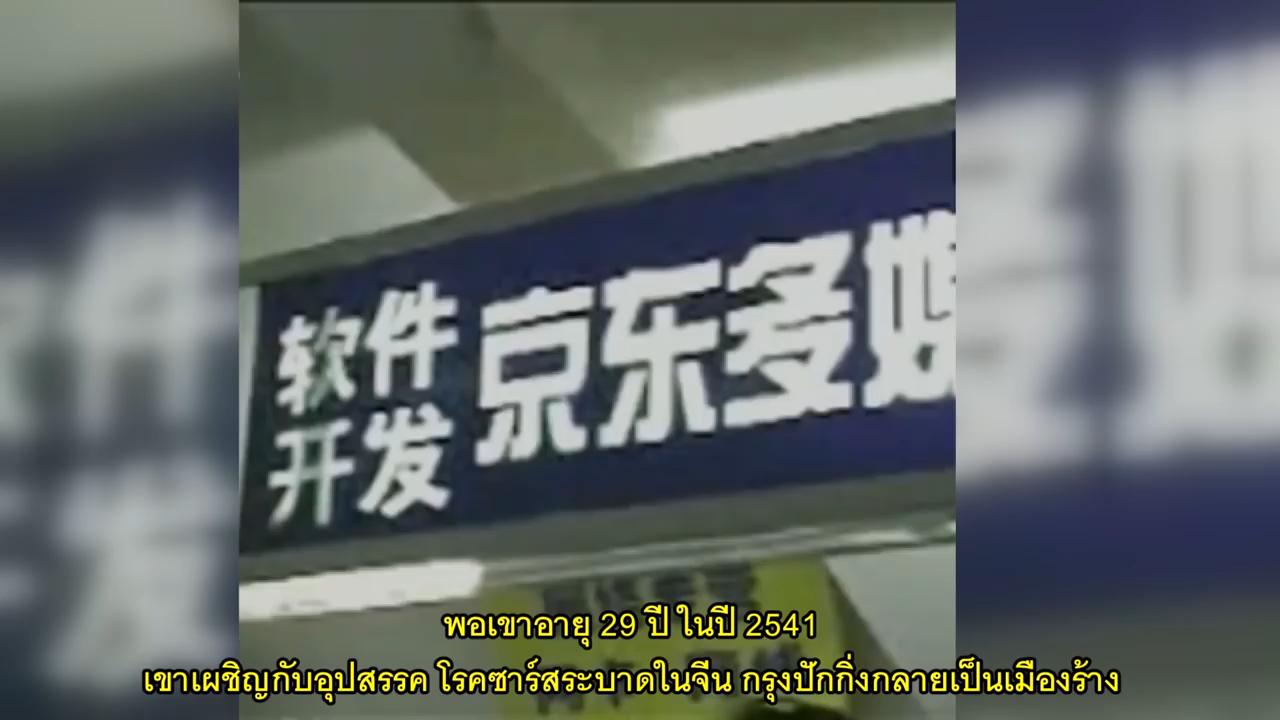 软件
开发
京东多媒
พอเขาอายุ 29 ปี ในปี 2541
เขาเผชิญกับอุปสรรค โรคซาร์สระบาดในจีน กรุงปักกิ่งกลายเป็นเมืองร้าง